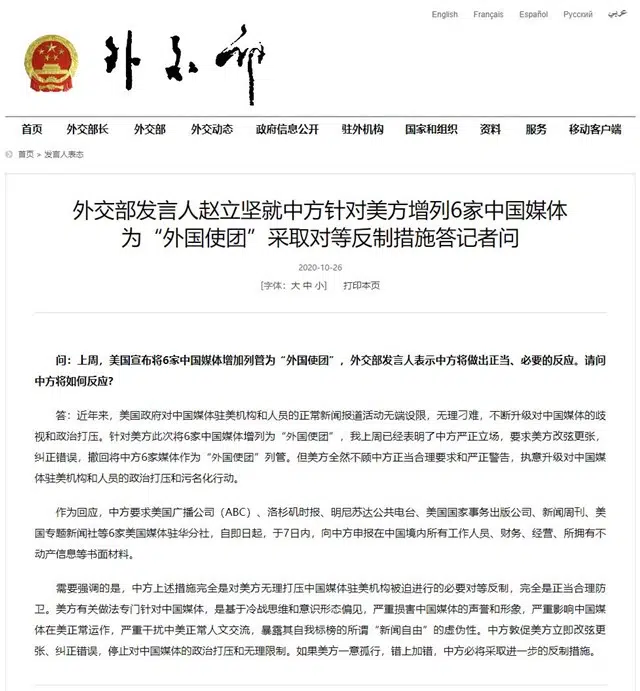 English Français Español Русский عربي
外交部
首页 外交部长 外交部 外交动态 政府信息公开 驻外机构 国家和组织 资料 服务 移动客户端
首页 > 发言人表态
外交部发言人赵立坚就中方针对美方增列6家中国媒体
为“外国使团”采取对等反制措施答记者问
2020-10-26
[字体：大 中 小] 打印本页
问：上周，美国宣布将6家中国媒体增加列管为“外国使团”，外交部发言人表示中方将做出正当、必要的反应。请问
中方将如何反应？
答：近年来，美国政府对中国媒体驻美机构和人员的正常新闻报道活动无端设限，无理刁难，不断升级对中国媒体的歧
视和政治打压。针对美方此次将6家中国媒体增列为“外国使团”，我上周已经表明了中方严正立场，要求美方改弦更张，
纠正错误，撤回将中方6家媒体作为“外国使团”列管。但美方全然不顾中方正当合理要求和严正警告，执意升级对中国媒
体驻美机构和人员的政治打压和污名化行动。
作为回应，中方要求美国广播公司（ABC）、洛杉矶时报、明尼苏达公共电台、美国国家事务出版公司、新闻周刊、美
国专题新闻社等6家美国媒体驻华分社，自即日起，于7日内，向中方申报在中国境内所有工作人员、财务、经营、所拥有不
动产信息等书面材料。
需要强调的是，中方上述措施完全是对美方无理打压中国媒体驻美机构被迫进行的必要对等反制，完全是正当合理防
卫。美方有关做法专门针对中国媒体，是基于冷战思维和意识形态偏见，严重损害中国媒体的声誉和形象，严重影响中国媒
体在美正常运作，严重干扰中美正常人文交流，暴露其自我标榜的所谓“新闻自由”的虚伪性。中方敦促美方立即改弦更
张、纠正错误，停止对中国媒体的政治打压和无理限制。如果美方一意孤行，错上加错，中方必将采取进一步的反制措施。